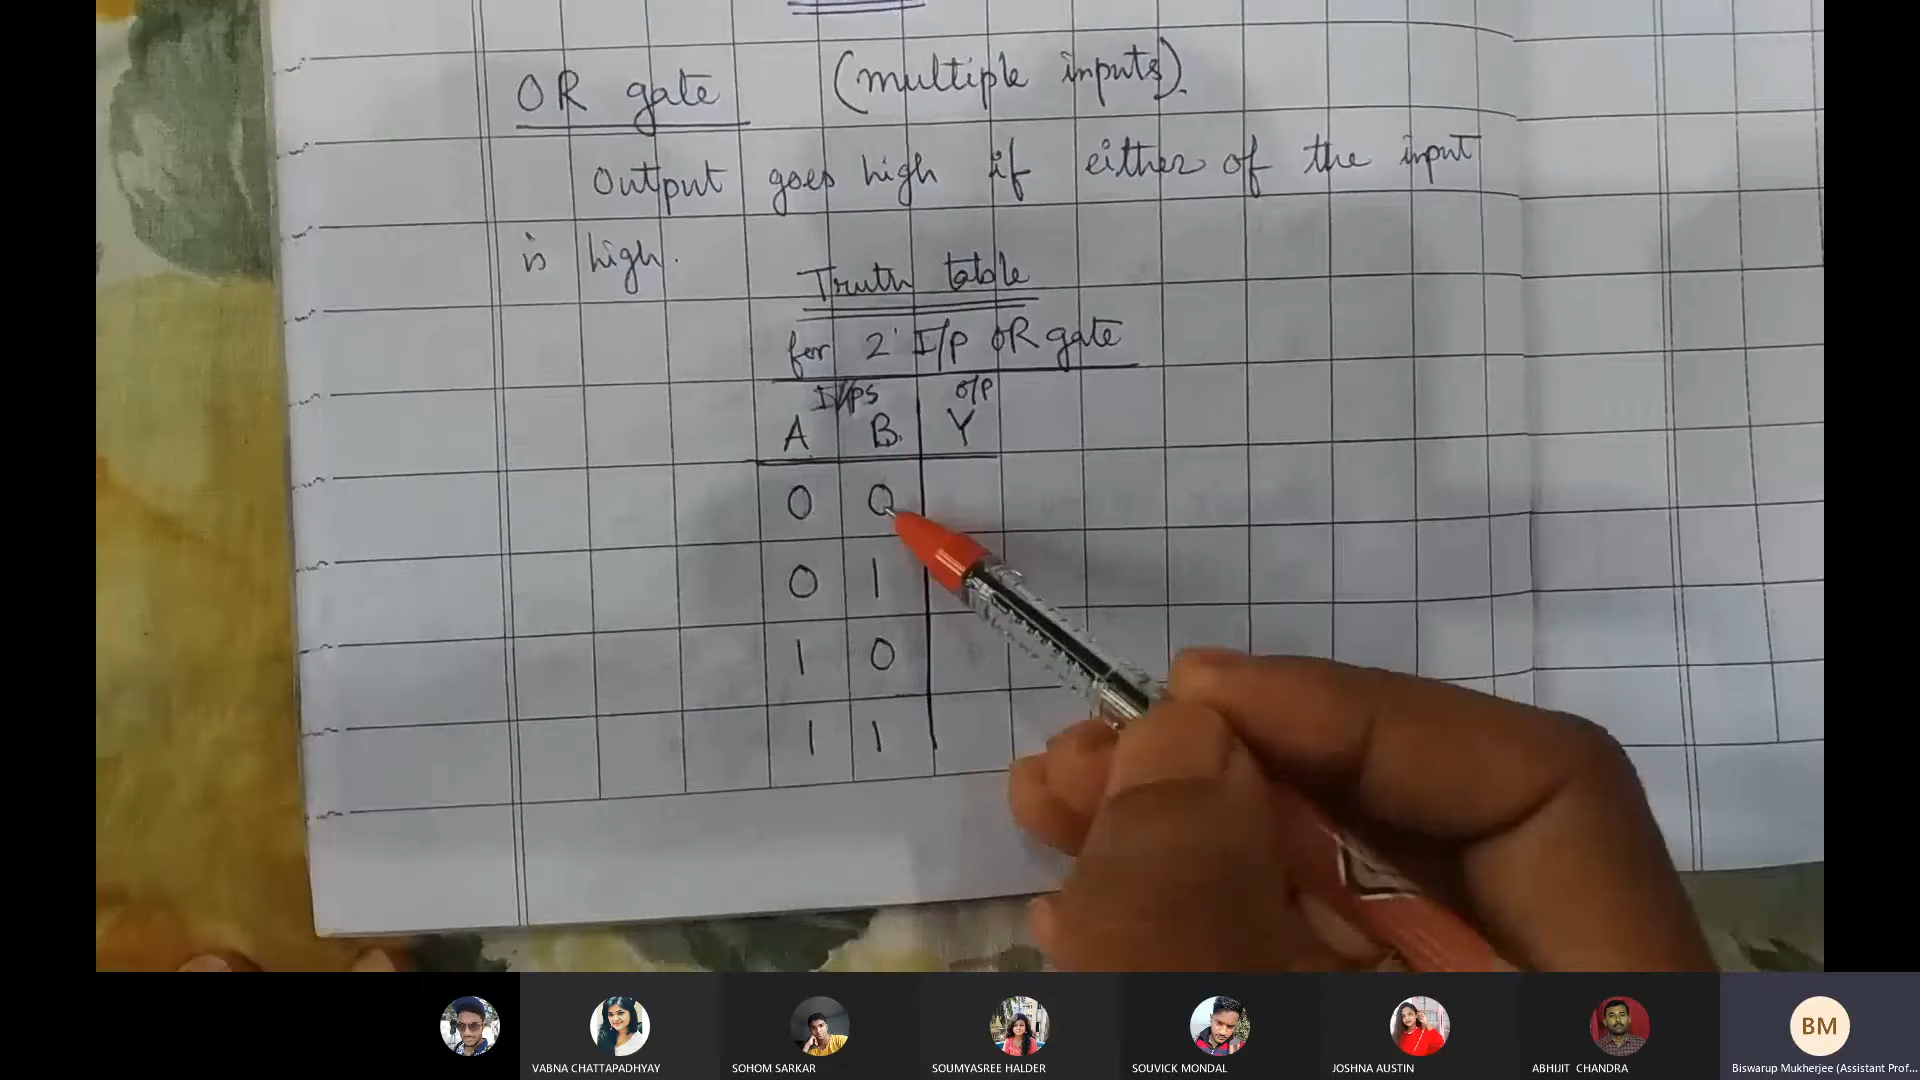 OR gate (multiple inputs).
Output goes high if either of the input
is high.
Truth table
for 2 I/P OR gate
I/Ps O/P
A B Y
0 0
0 1
1 0
1 1
VABNA CHATTAPADHYAY SOHOM SARKAR SOUMYASREE HALDER SOUVICK MONDAL JOSHNA AUSTIN ABHIJIT CHANDRA BM Biswarup Mukherjee (Assistant Prof...